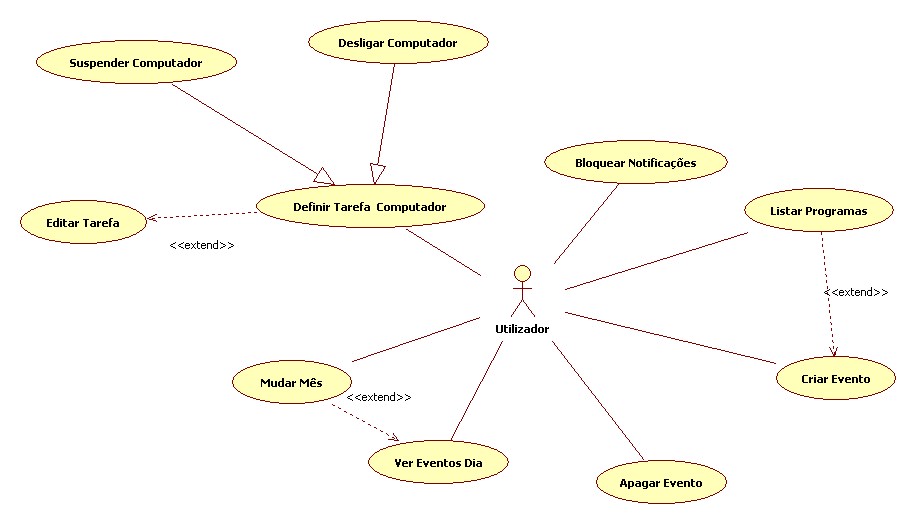 Desligar Computador
Suspender Computador
Bloquear Notificações
Definir Tarefa  Computador
Listar Programas
Editar Tarefa
<<extend>>
<<extend>>
Utilizador
Mudar Mês
Criar Evento
<<extend>>
Ver Eventos Dia
Apagar Evento